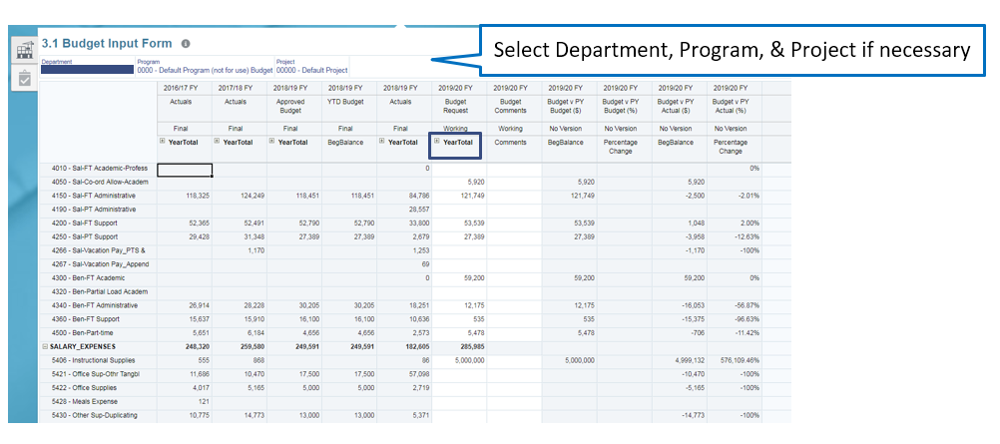 3.1 Budget Input Form
Select Department, Program, & Project if necessary
Department Program Project
0000 - Default Program (not for use) Budget 00000 - Default Project
2016/17 FY 2017/18 FY 2018/19 FY 2018/19 FY 2018/19 FY 2019/20 FY 2019/20 FY 2019/20 FY 2019/20 FY 2019/20 FY 2019/20 FY
Actuals Actuals Approved Budget YTD Budget Actuals Budget Request Budget Comments Budget v PY Budget ($) Budget v PY Budget (%) Budget v PY Actual ($) Budget v PY Actual (%)
Final Final Final Final Final Working Working No Version No Version No Version No Version
YearTotal YearTotal YearTotal BegBalance YearTotal YearTotal Comments BegBalance Percentage Change BegBalance Percentage Change
4010 - Sal-FT Academic-Profess 0 0%
4050 - Sal-Co-ord Allow-Academ 5,920 5,920 5,920
4150 - Sal-FT Administrative 118,325 124,249 118,451 118,451 84,786 121,749 121,749 -2,500 -2.01%
4190 - Sal-PT Administrative 28,557
4200 - Sal-FT Support 52,365 52,491 52,790 52,790 33,800 53,539 53,539 1,048 2.00%
4250 - Sal-PT Support 29,428 31,348 27,389 27,389 2,679 27,389 27,389 -3,958 -12.63%
4266 - Sal-Vacation Pay_PTS & 1,170 1,253 -1,170 -100%
4267 - Sal-Vacation Pay_Append 69
4300 - Ben-FT Academic 0 59,200 59,200 59,200 0%
4320 - Ben-Partial Load Academ
4340 - Ben-FT Administrative 26,914 28,228 30,205 30,205 18,251 12,175 12,175 -16,053 -56.87%
4360 - Ben-FT Support 15,637 15,910 16,100 16,100 10,636 535 535 -15,375 -96.63%
4500 - Ben-Part-time 5,651 6,184 4,656 4,656 2,573 5,478 5,478 -706 -11.42%
SALARY_EXPENSES 248,320 259,580 249,591 249,591 182,605 285,985
5406 - Instructional Supplies 555 868 86 5,000,000 5,000,000 4,999,132 576,109.46%
5421 - Office Sup-Othr Tangbl 11,686 10,470 17,500 17,500 57,098 -10,470 -100%
5422 - Office Supplies 4,017 5,165 5,000 5,000 2,719 -5,165 -100%
5428 - Meals Expense 121
5430 - Other Sup-Duplicating 10,775 14,773 13,000 13,000 5,371 -14,773 -100%